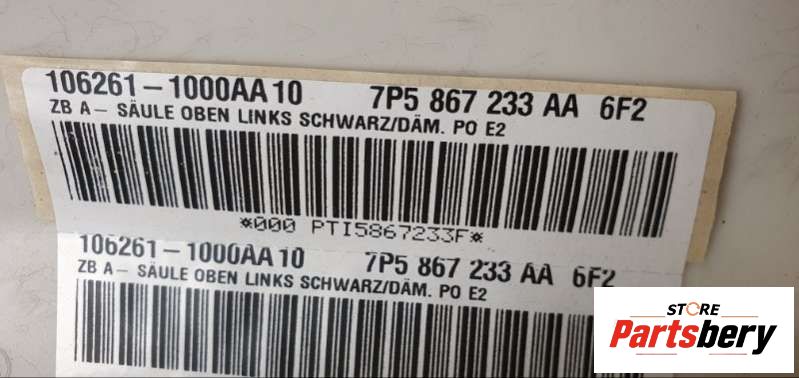 106261-1000AA10 7P5 867 233 AA 6F2
ZB A- SÄULE OBEN LINKS SCHWARZ/DÄM. PO E2
*000 PTI5867233F*
106261-1000AA10 7P5 867 233 AA 6F2
ZB A- SÄULE OBEN LINKS SCHWARZ/DÄM. PO E2
STORE
Partsbery